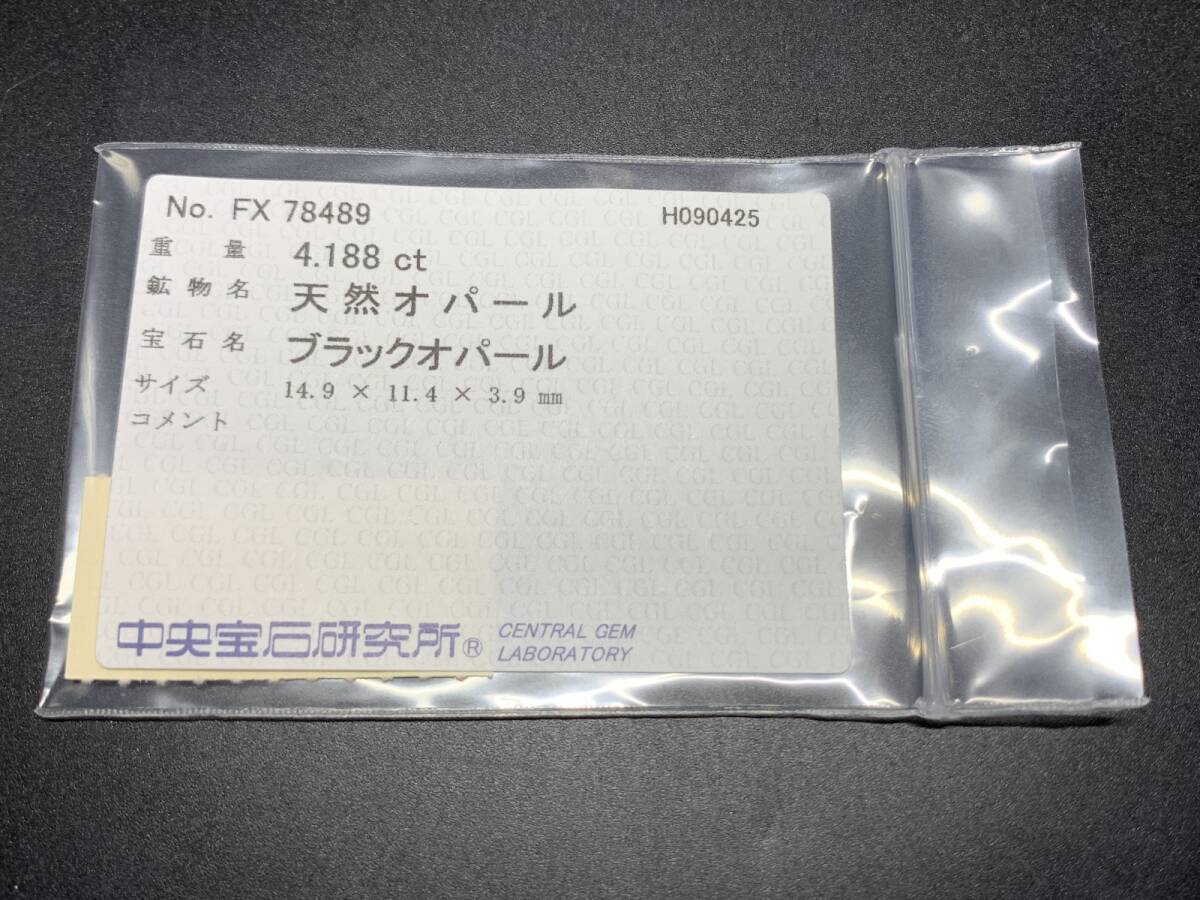 No. FX 78489 H090425
重量 4.188 ct
鉱物名 天然オパール
宝石名 ブラックオパール
サイズ 14.9 × 11.4 × 3.9 mm
コメント
中央宝石研究所® CENTRAL GEM
LABORATORY